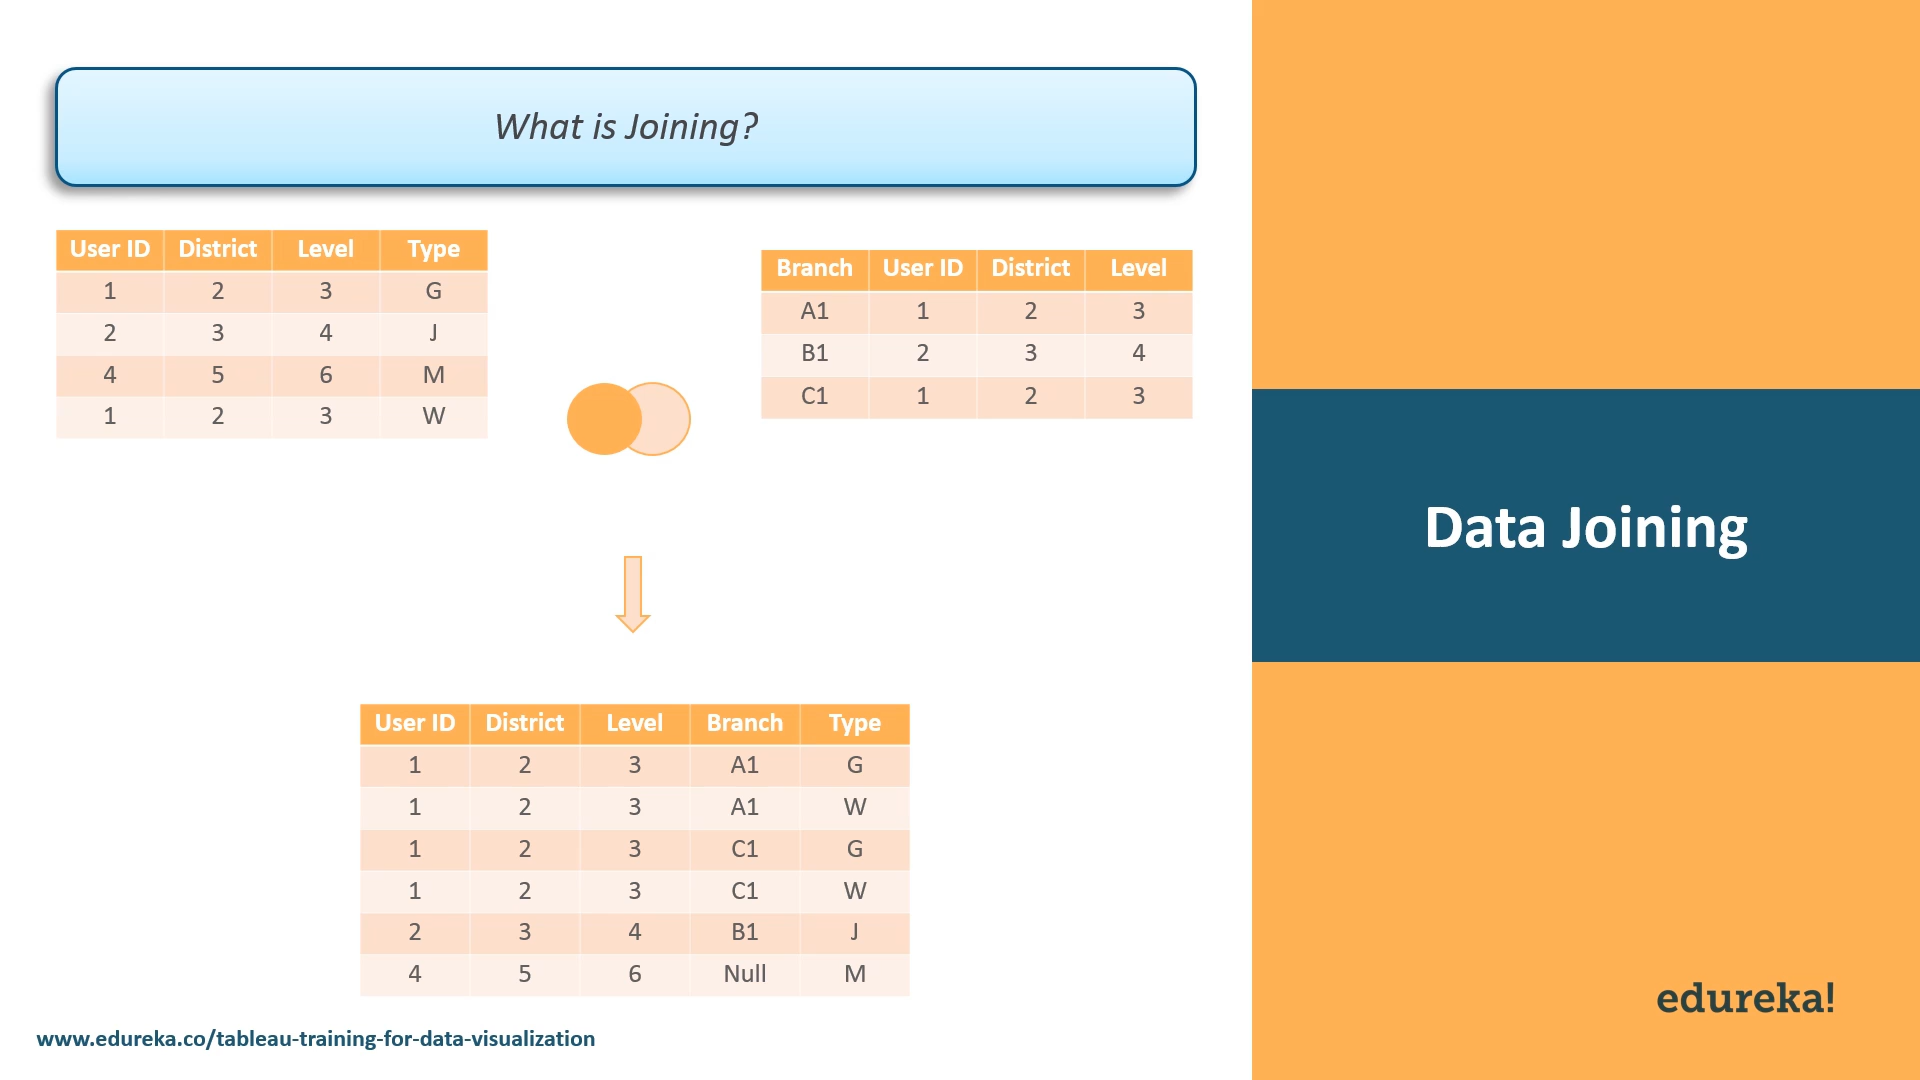 What is Joining?
User ID District Level Type
1 2 3 G
2 3 4 J
4 5 6 M
1 2 3 W
Branch User ID District Level
A1 1 2 3
B1 2 3 4
C1 1 2 3
User ID District Level Branch Type
1 2 3 A1 G
1 2 3 A1 W
1 2 3 C1 G
1 2 3 C1 W
2 3 4 B1 J
4 5 6 Null M
www.edureka.co/tableau-training-for-data-visualization
Data Joining
edureka!